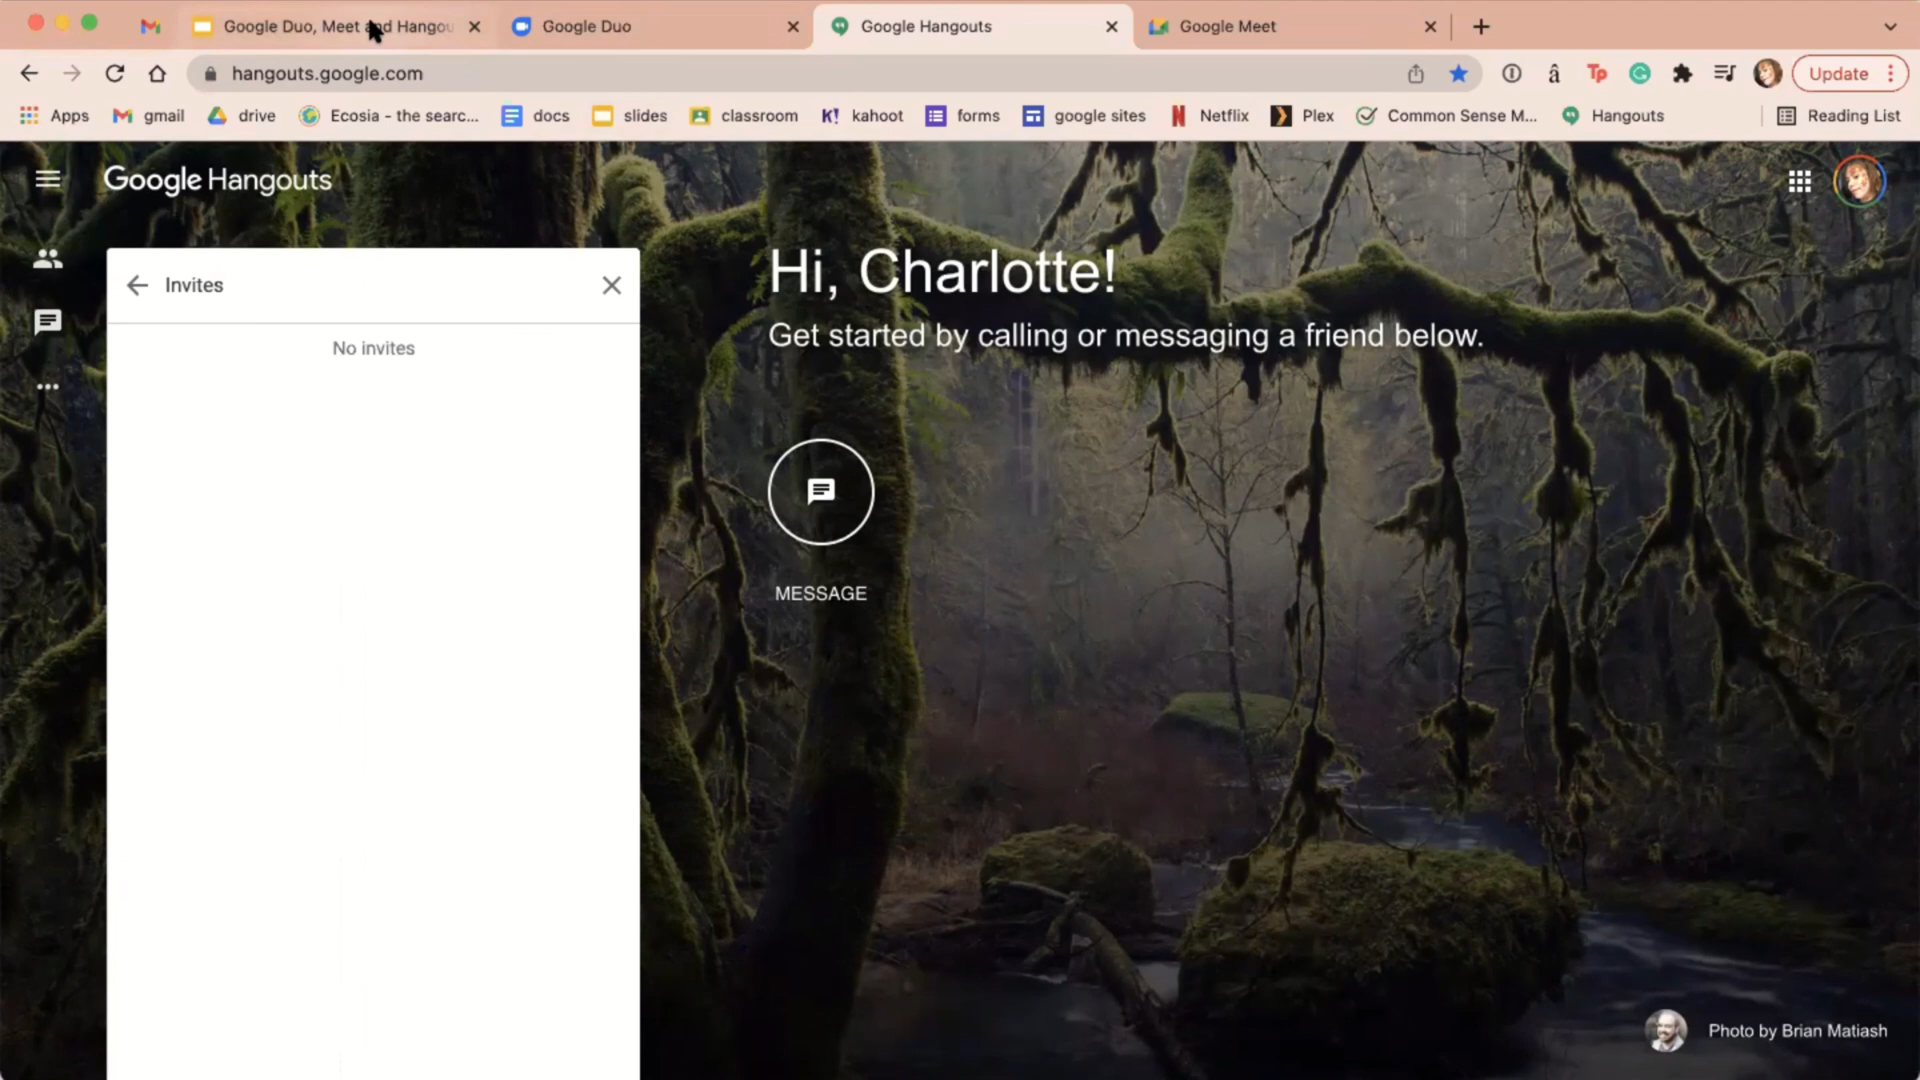 Google Duo, Meet and Hangou
Google Duo
Google Hangouts
Google Meet
hangouts.google.com
â
Tp
Update
Apps
gmail
drive
Ecosia - the searc...
docs
slides
classroom
K! kahoot
forms
google sites
Netflix
Plex
Common Sense M...
Hangouts
Reading List
Google Hangouts
Invites
No invites
Hi, Charlotte!
Get started by calling or messaging a friend below.
MESSAGE
Photo by Brian Matiash